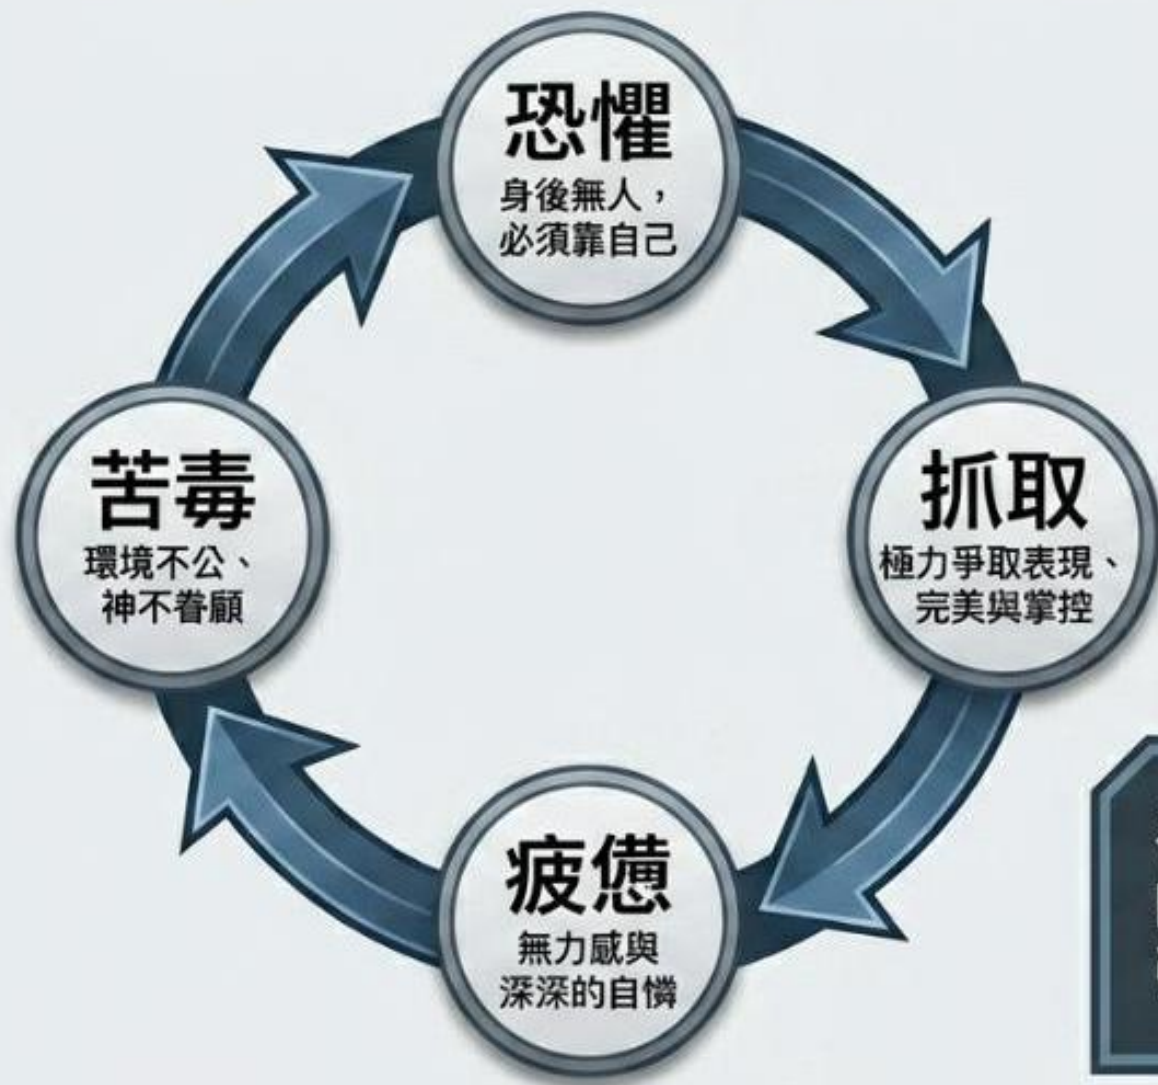 恐懼
身後無人，
必須靠自己
抓取
極力爭取表現、
完美與掌控
疲憊
無力感與
深深的自憐
苦毒
環境不公、
神不眷顧